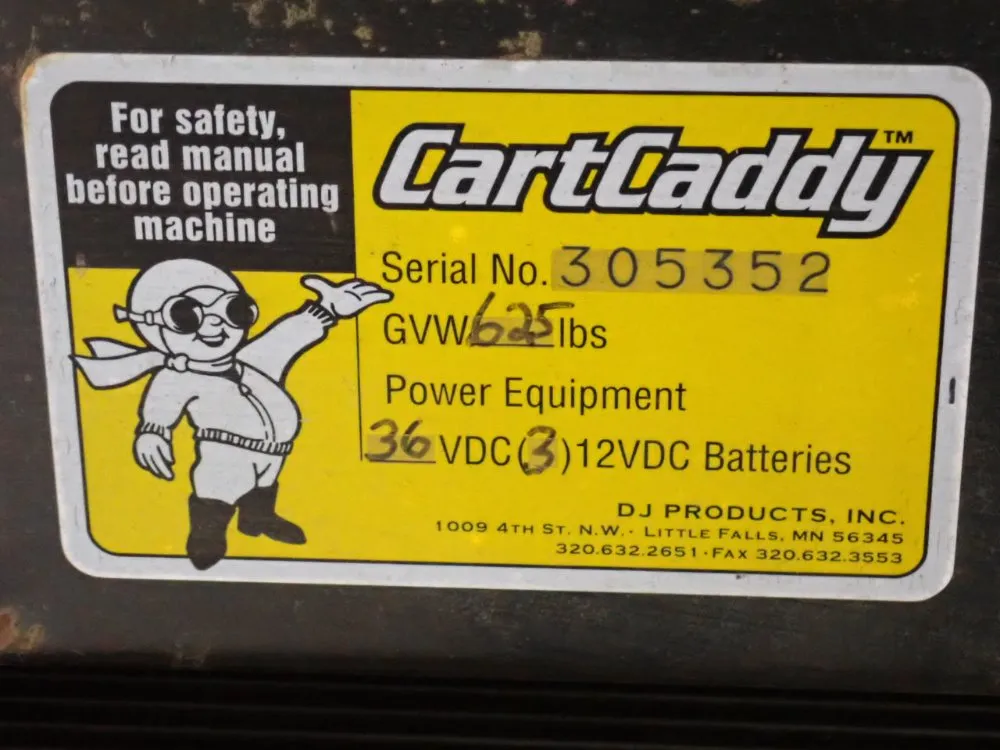 For safety,
read manual
before operating
machine
CartCaddy™
Serial No. 305352
GVW 625 lbs
Power Equipment
36 VDC (3) 12VDC Batteries
DJ PRODUCTS, INC.
1009 4TH ST. N.W. · LITTLE FALLS, MN 56345
320.632.2651 · FAX 320.632.3553